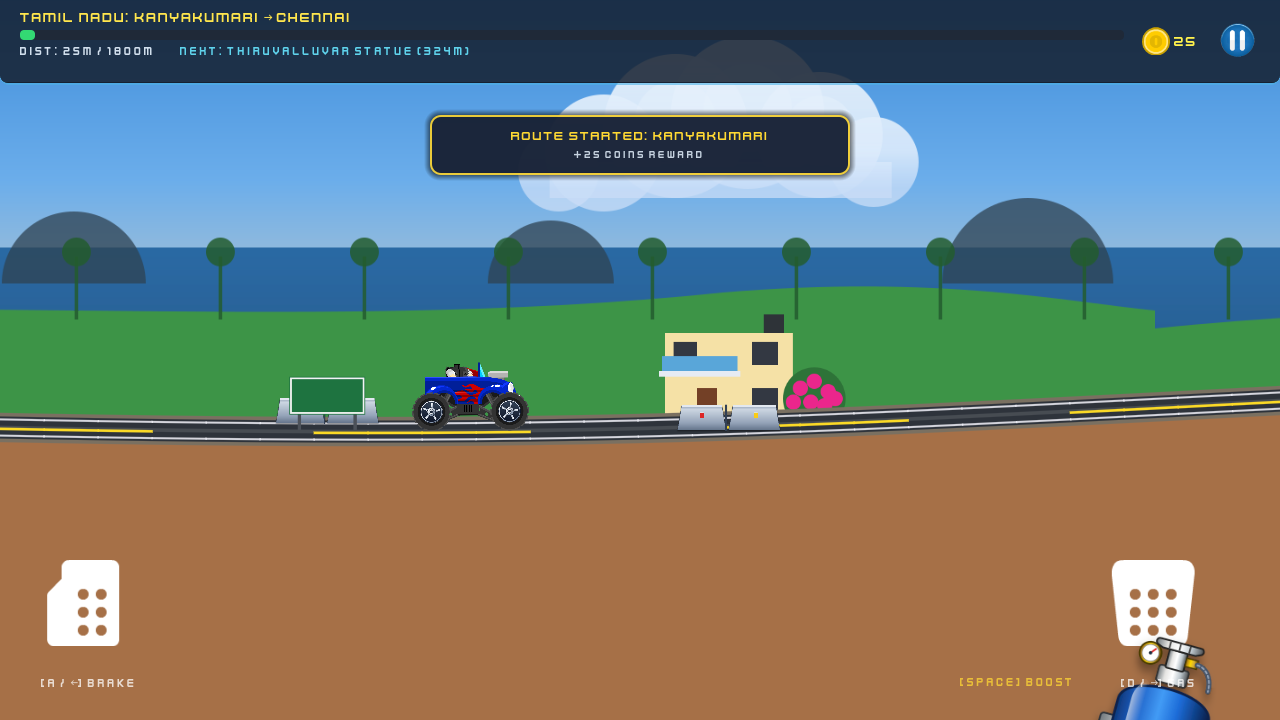 TAMIL NADU: KANYAKUMARI → CHENNAI
DIST: 25M / 1800M
NEXT: THIRUVALLUVAR STATUE (324M)
25
ROUTE STARTED: KANYAKUMARI
+25 COINS REWARD
[A / ←] BRAKE
[SPACE] BOOST
[D / →] GAS